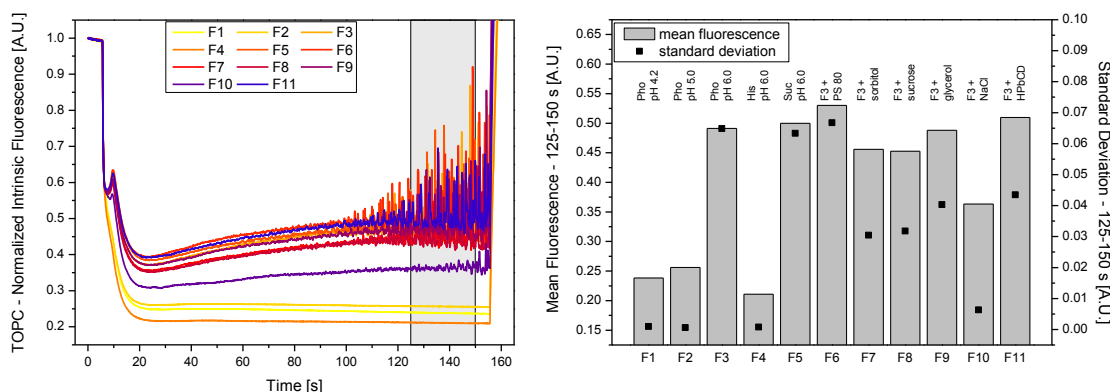 TOPC - Normalized Intrinsic Fluorescence [A.U.]
1.0
0.9
0.8
0.7
0.6
0.5
0.4
0.3
0.2
F1 F2 F3
F4 F5 F6
F7 F8 F9
F10 F11
0 20 40 60 80 100 120 140 160
Time [s]
Mean Fluorescence - 125-150 s [A.U.]
0.65
0.60
0.55
0.50
0.45
0.40
0.35
0.30
0.25
0.20
0.15
mean fluorescence
standard deviation
Pho
pH 4.2
Pho
pH 5.0
Pho
pH 6.0
His
pH 6.0
Suc
pH 6.0
F3 +
PS 80
F3 +
sorbitol
F3 +
sucrose
F3 +
glycerol
F3 +
NaCl
F3 +
HPbCD
F1 F2 F3 F4 F5 F6 F7 F8 F9 F10 F11
0.10
0.09
0.08
0.07
0.06
0.05
0.04
0.03
0.02
0.01
0.00
Standard Deviation - 125-150 s [A.U.]